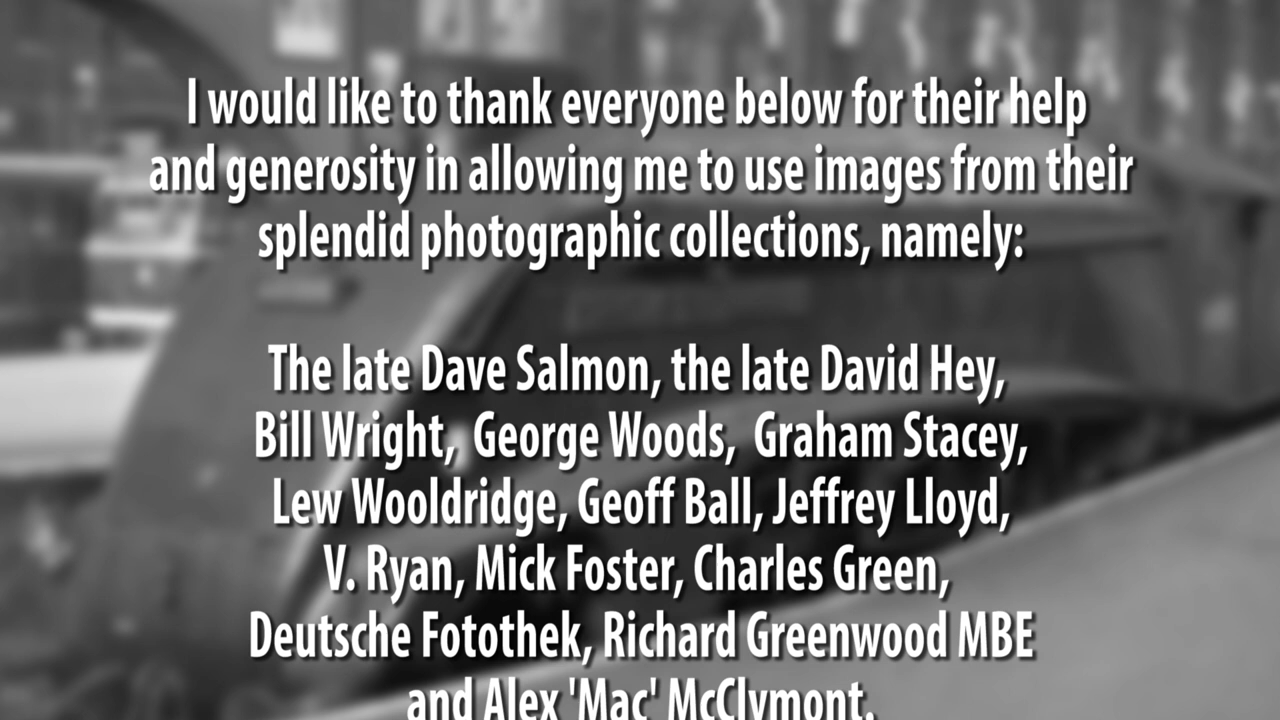 I would like to thank everyone below for their help
and generosity in allowing me to use images from their
splendid photographic collections, namely:
The late Dave Salmon, the late David Hey,
Bill Wright, George Woods, Graham Stacey,
Lew Wooldridge, Geoff Ball, Jeffrey Lloyd,
V. Ryan, Mick Foster, Charles Green,
Deutsche Fotothek, Richard Greenwood MBE
and Alex 'Mac' McClymont.